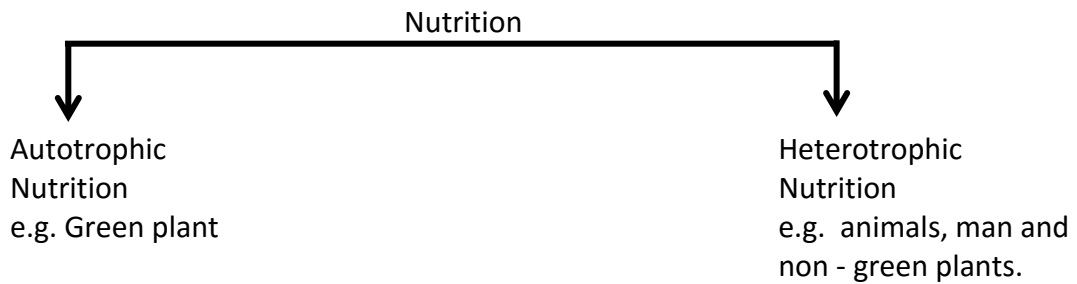 Nutrition
Autotrophic
Nutrition
e.g. Green plant
Heterotrophic
Nutrition
e.g.  animals, man and
non - green plants.